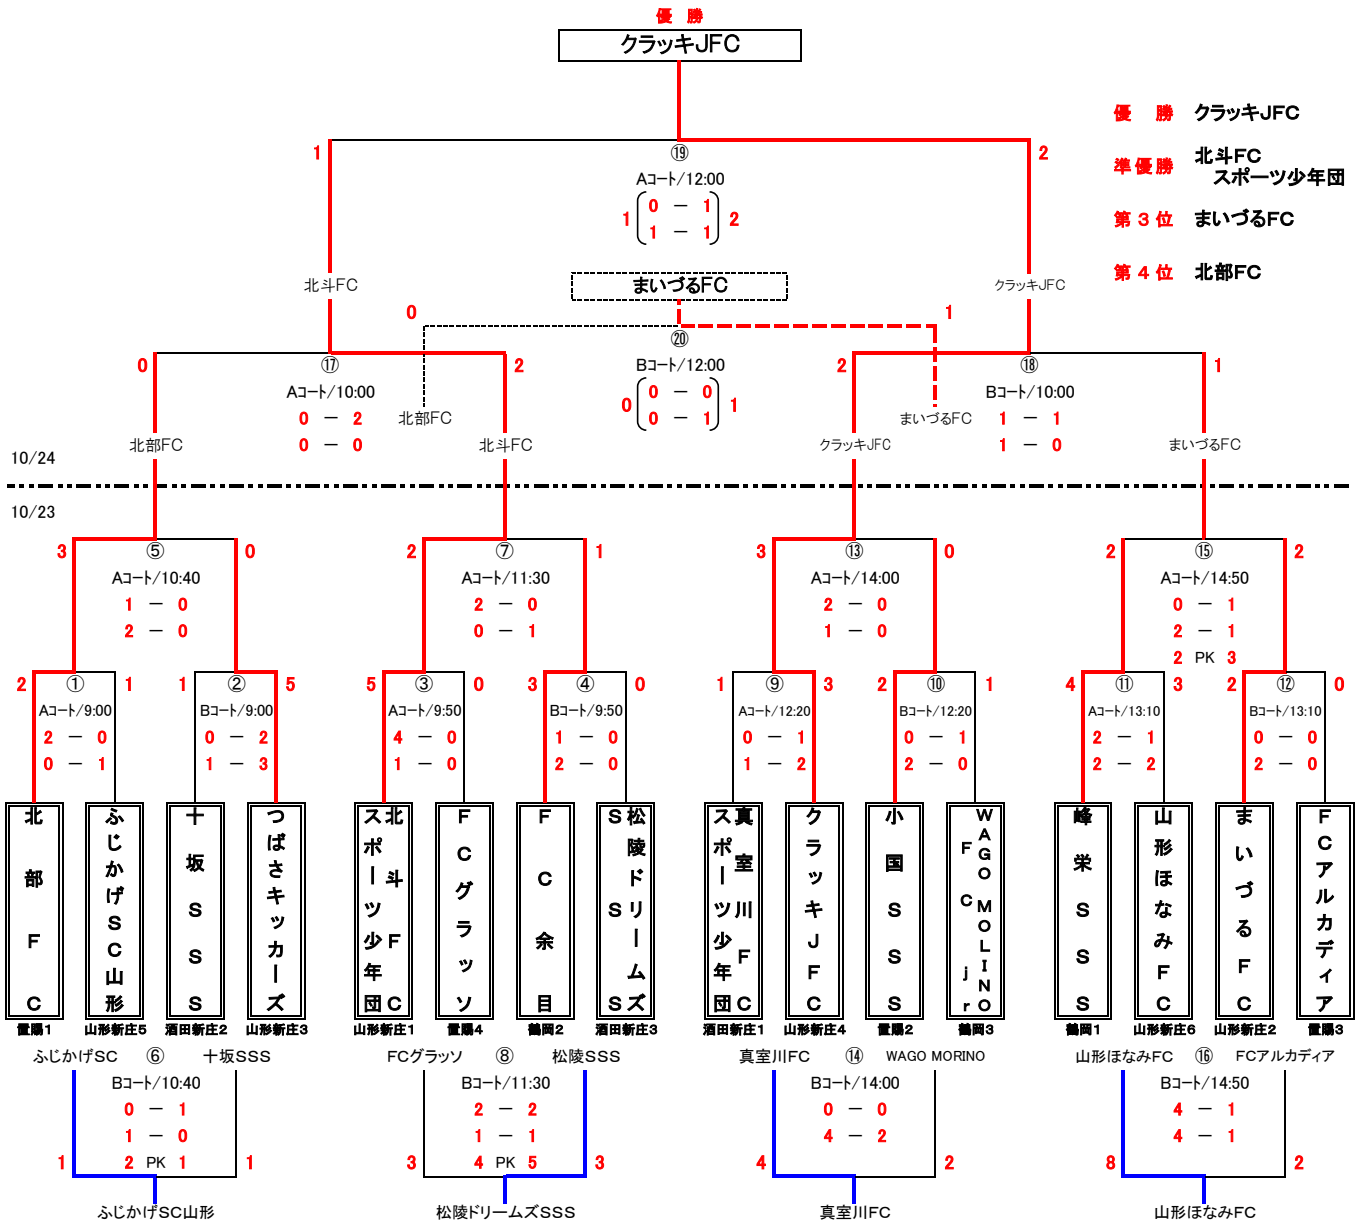 優 勝
クラッキJFC
優 勝 クラッキJFC
準優勝 北斗FC
スポーツ少年団
第3位 まいづるFC
第4位 北部FC
1 ⑲ 2
Aコート/12:00
1 0 － 1 2
1 － 1
北斗FC まいづるFC クラッキJFC
0 1
⑳
Bコート/12:00
0 0 － 0 1
0 － 1
0 ⑰ 2 2 ⑱ 1
Aコート/10:00 Bコート/10:00
0 － 2 北部FC まいづるFC 1 － 1
0 － 0 1 － 0
北部FC 北斗FC クラッキJFC まいづるFC
10/24
10/23
3 ⑤ 0 2 ⑦ 1 3 ⑬ 0 2 ⑮ 2
Aコート/10:40 Aコート/11:30 Aコート/14:00 Aコート/14:50
1 － 0 2 － 0 2 － 0 0 － 1
2 － 0 0 － 1 1 － 0 2 － 1
2 PK 3
2 ① 1 1 ② 5 5 ③ 0 3 ④ 0 1 ⑨ 3 2 ⑩ 1 4 ⑪ 3 2 ⑫ 0
Aコート/9:00 Bコート/9:00 Aコート/9:50 Bコート/9:50 Aコート/12:20 Bコート/12:20 Aコート/13:10 Bコート/13:10
2 － 0 0 － 2 4 － 0 1 － 0 0 － 1 0 － 1 2 － 1 0 － 0
0 － 1 1 － 3 1 － 0 2 － 0 1 － 2 2 － 0 2 － 2 2 － 0
北部FC
ふじかげSC山形
十坂SSS
つばさキッカーズ
北斗FC
スポーツ少年団
FCグラッソ
FC余目
松陵ドリームズ
SSS
真室川FC
スポーツ少年団
クラッキJFC
小国SSS
WAGO MOLINO
FC jr
峰栄SSS
山形ほなみFC
まいづるFC
FCアルカディア
置賜1 山形新庄5 酒田新庄2 山形新庄3 山形新庄1 置賜4 鶴岡2 酒田新庄3 酒田新庄1 山形新庄4 置賜2 鶴岡3 鶴岡1 山形新庄6 山形新庄2 置賜3
ふじかげSC ⑥ 十坂SSS FCグラッソ ⑧ 松陵SSS 真室川FC ⑭ WAGO MORINO 山形ほなみFC ⑯ FCアルカディア
Bコート/10:40 Bコート/11:30 Bコート/14:00 Bコート/14:50
0 － 1 2 － 2 0 － 0 4 － 1
1 － 0 1 － 1 4 － 2 4 － 1
1 2 PK 1 1 3 4 PK 5 3 4 2 8 2
ふじかげSC山形 松陵ドリームズSSS 真室川FC 山形ほなみFC